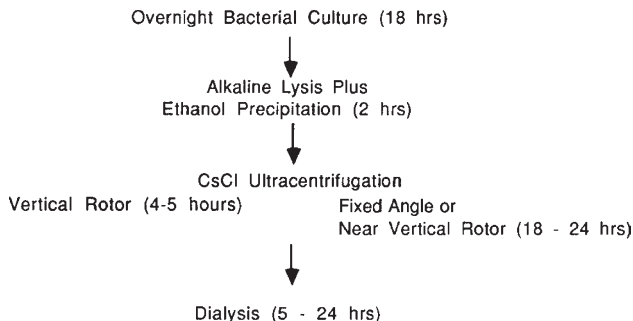 Overnight Bacterial Culture (18 hrs)
Alkaline Lysis Plus
Ethanol Precipitation (2 hrs)
CsCl Ultracentrifugation
Vertical Rotor (4-5 hours)
Fixed Angle or
Near Vertical Rotor (18 - 24 hrs)
Dialysis (5 - 24 hrs)